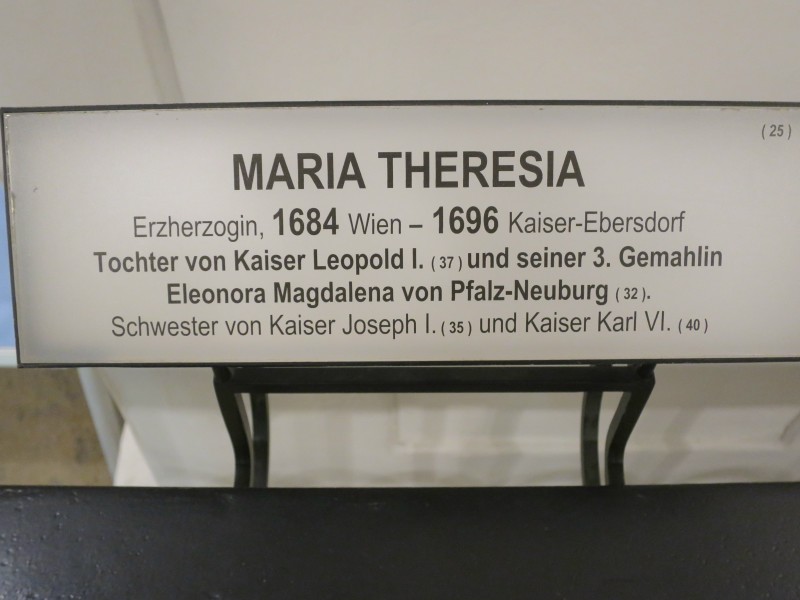 ( 25 )
MARIA THERESIA
Erzherzogin, 1684 Wien – 1696 Kaiser-Ebersdorf
Tochter von Kaiser Leopold I. ( 37 ) und seiner 3. Gemahlin
Eleonora Magdalena von Pfalz-Neuburg ( 32 ).
Schwester von Kaiser Joseph I. ( 35 ) und Kaiser Karl VI. ( 40 )